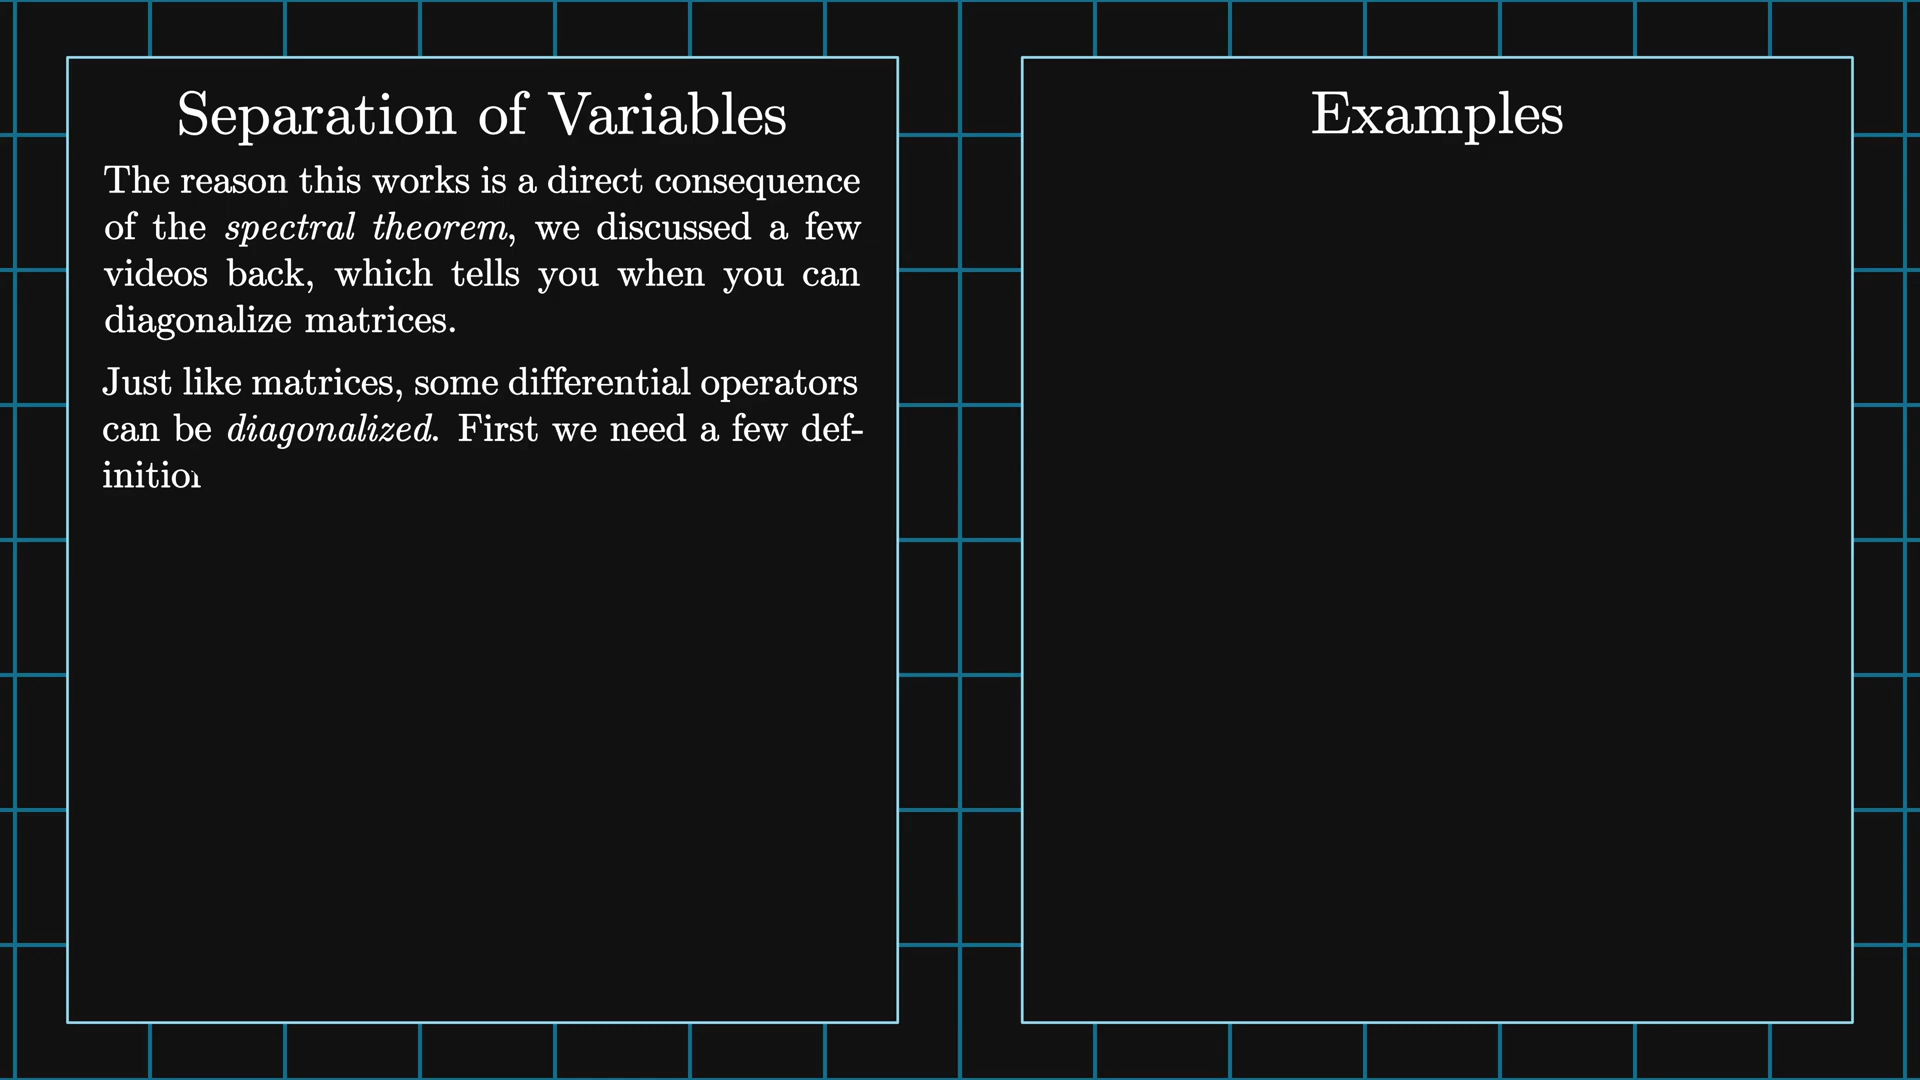 Separation of Variables
The reason this works is a direct consequence
of the spectral theorem, we discussed a few
videos back, which tells you when you can
diagonalize matrices.
Just like matrices, some differential operators
can be diagonalized. First we need a few def-
inition
Examples